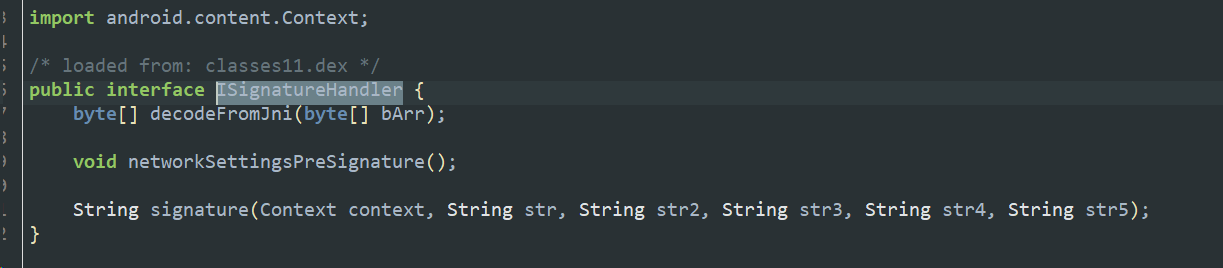 import android.content.Context;
/* loaded from: classes11.dex */
public interface ISignatureHandler {
byte[] decodeFromJni(byte[] bArr);
void networkSettingsPreSignature();
String signature(Context context, String str, String str2, String str3, String str4, String str5);
}